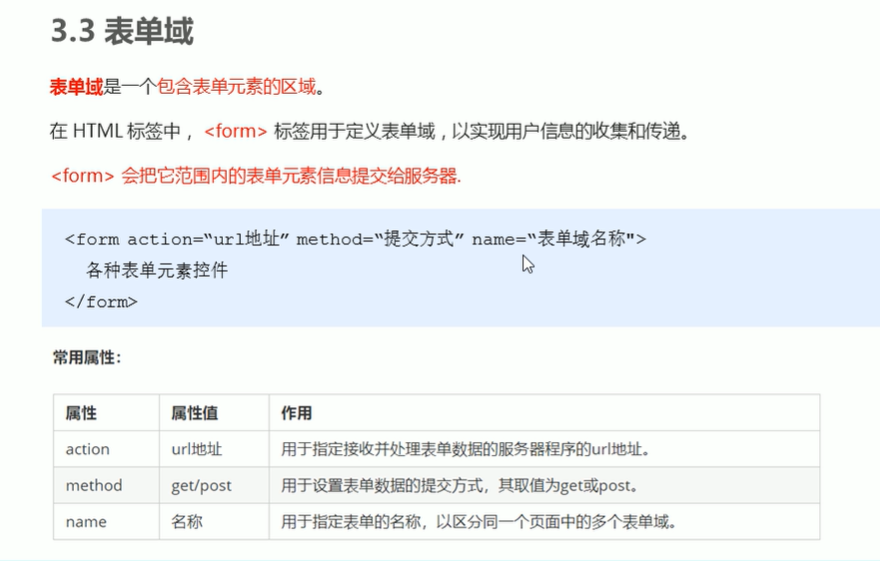 3.3 表单域
表单域是一个包含表单元素的区域。
在 HTML 标签中， <form> 标签用于定义表单域，以实现用户信息的收集和传递。
<form> 会把它范围内的表单元素信息提交给服务器.
<form action=“url地址” method=“提交方式” name=“表单域名称">
各种表单元素控件
</form>
常用属性：
属性 属性值 作用
action url地址 用于指定接收并处理表单数据的服务器程序的url地址。
method get/post 用于设置表单数据的提交方式，其取值为get或post。
name 名称 用于指定表单的名称，以区分同一个页面中的多个表单域。